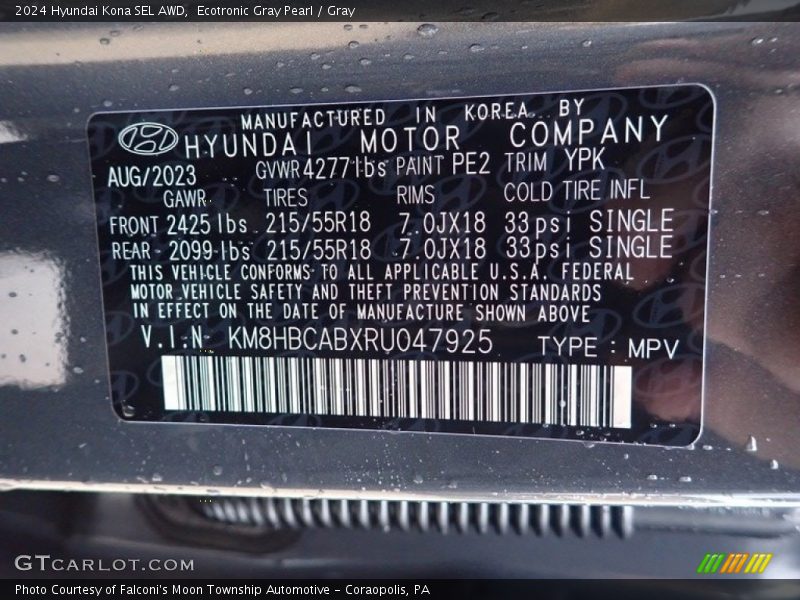 2024 Hyundai Kona SEL AWD, Ecotronic Gray Pearl / Gray
MANUFACTURED IN KOREA BY
HYUNDAI MOTOR COMPANY
AUG/2023 GVWR 4277 lbs PAINT PE2 TRIM YPK
GAWR TIRES RIMS COLD TIRE INFL
FRONT 2425 lbs 215/55R18 7.0JX18 33psi SINGLE
REAR 2099 lbs 215/55R18 7.0JX18 33psi SINGLE
THIS VEHICLE CONFORMS TO ALL APPLICABLE U.S.A. FEDERAL
MOTOR VEHICLE SAFETY AND THEFT PREVENTION STANDARDS
IN EFFECT ON THE DATE OF MANUFACTURE SHOWN ABOVE
V.I.N KM8HBCABXRU047925 TYPE : MPV
GTCARLOT.COM
Photo Courtesy of Falconi's Moon Township Automotive - Coraopolis, PA